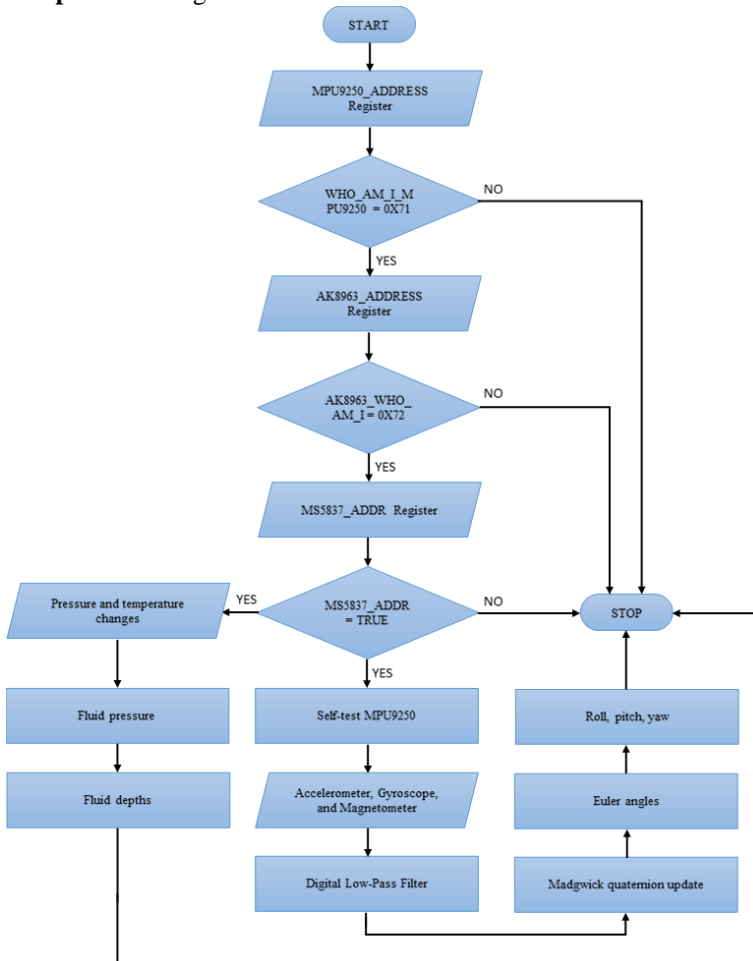 START
MPU9250_ADDRESS
Register
WHO_AM_I_M
PU9250 = 0X71
NO
YES
AK8963_ADDRESS
Register
AK8963_WHO_
AM_I = 0X72
NO
YES
MS5837_ADDR Register
Pressure and temperature
changes
YES
MS5837_ADDR
= TRUE
NO
STOP
YES
Fluid pressure
Self-test MPU9250
Roll, pitch, yaw
Fluid depths
Accelerometer, Gyroscope,
and Magnetometer
Euler angles
Digital Low-Pass Filter
Madgwick quaternion update